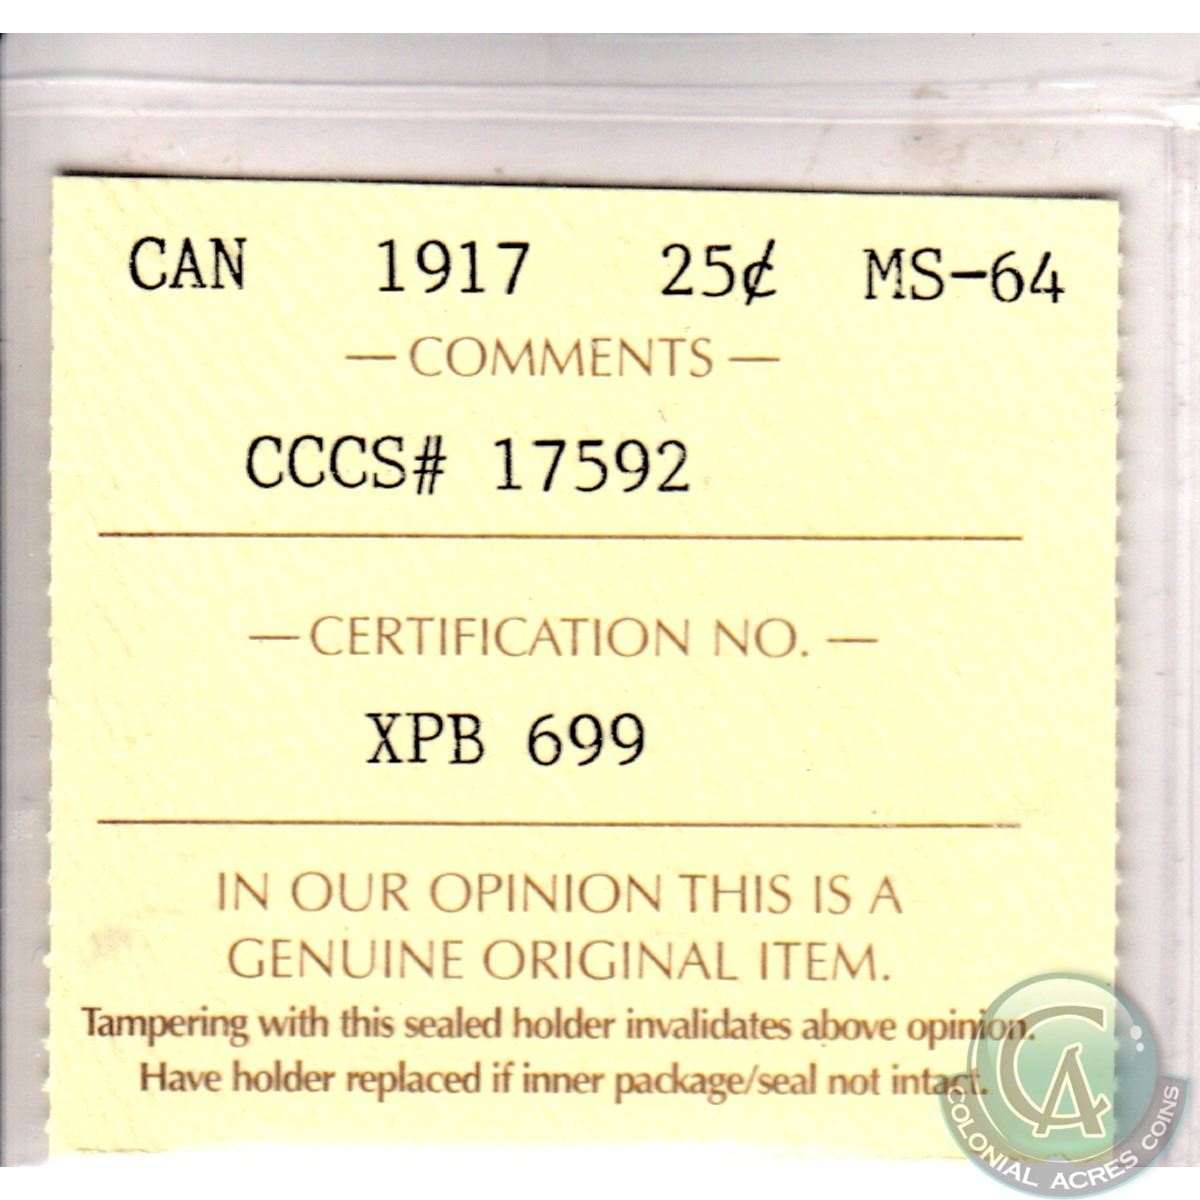 CAN 1917 25¢ MS-64
— COMMENTS —
CCCS# 17592
— CERTIFICATION NO. —
XPB 699
IN OUR OPINION THIS IS A
GENUINE ORIGINAL ITEM.
Tampering with this sealed holder invalidates above opinion.
Have holder replaced if inner package/seal not intact.
CA
COLONIAL ACRES COINS